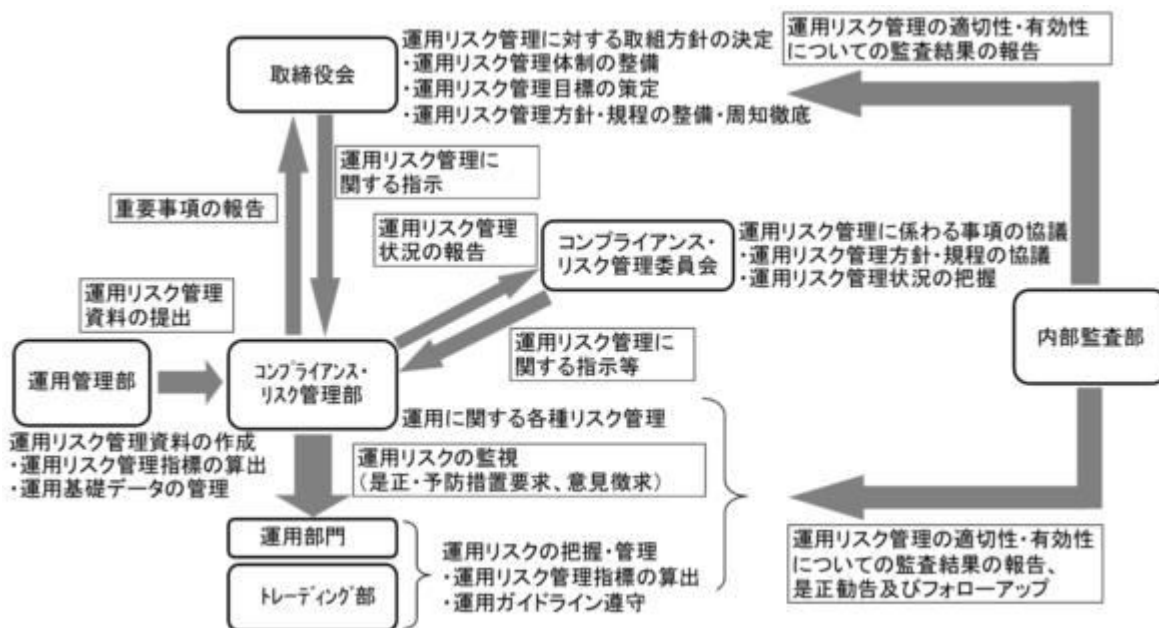 取締役会
運用リスク管理に対する取組方針の決定
・運用リスク管理体制の整備
・運用リスク管理目標の策定
・運用リスク管理方針・規程の整備・周知徹底
運用リスク管理の適切性・有効性
についての監査結果の報告
運用リスク管理に
関する指示
重要事項の報告
運用リスク管理
状況の報告
コンプライアンス・
リスク管理委員会
運用リスク管理に係わる事項の協議
・運用リスク管理方針・規程の協議
・運用リスク管理状況の把握
運用リスク管理
資料の提出
運用リスク管理に
関する指示等
内部監査部
運用管理部
コンプライアンス・
リスク管理部
運用に関する各種リスク管理
運用リスク管理資料の作成
・運用リスク管理指標の算出
・運用基礎データの管理
運用リスクの監視
（是正・予防措置要求、意見徴求）
運用部門
トレーディング部
運用リスクの把握・管理
・運用リスク管理指標の算出
・運用ガイドライン遵守
運用リスク管理の適切性・有効性
についての監査結果の報告、
是正勧告及びフォローアップ